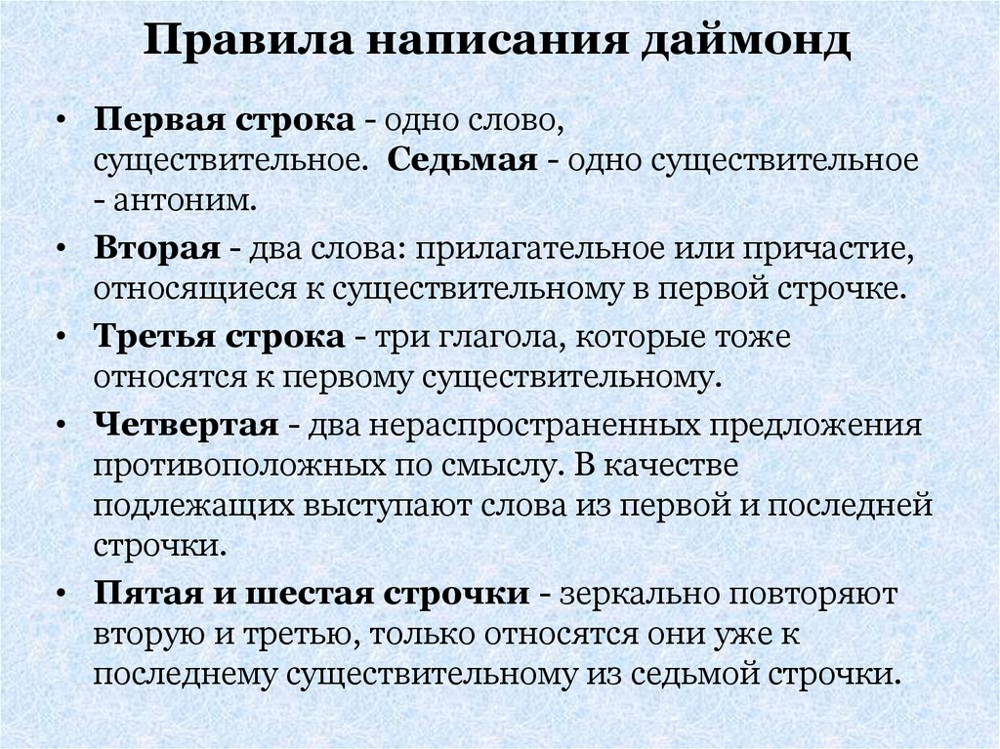 Правила написания даймонд
• Первая строка - одно слово,
существительное. Седьмая - одно существительное
- антоним.
• Вторая - два слова: прилагательное или причастие,
относящиеся к существительному в первой строчке.
• Третья строка - три глагола, которые тоже
относятся к первому существительному.
• Четвертая - два нераспространенных предложения
противоположных по смыслу. В качестве
подлежащих выступают слова из первой и последней
строчки.
• Пятая и шестая строчки - зеркально повторяют
вторую и третью, только относятся они уже к
последнему существительному из седьмой строчки.